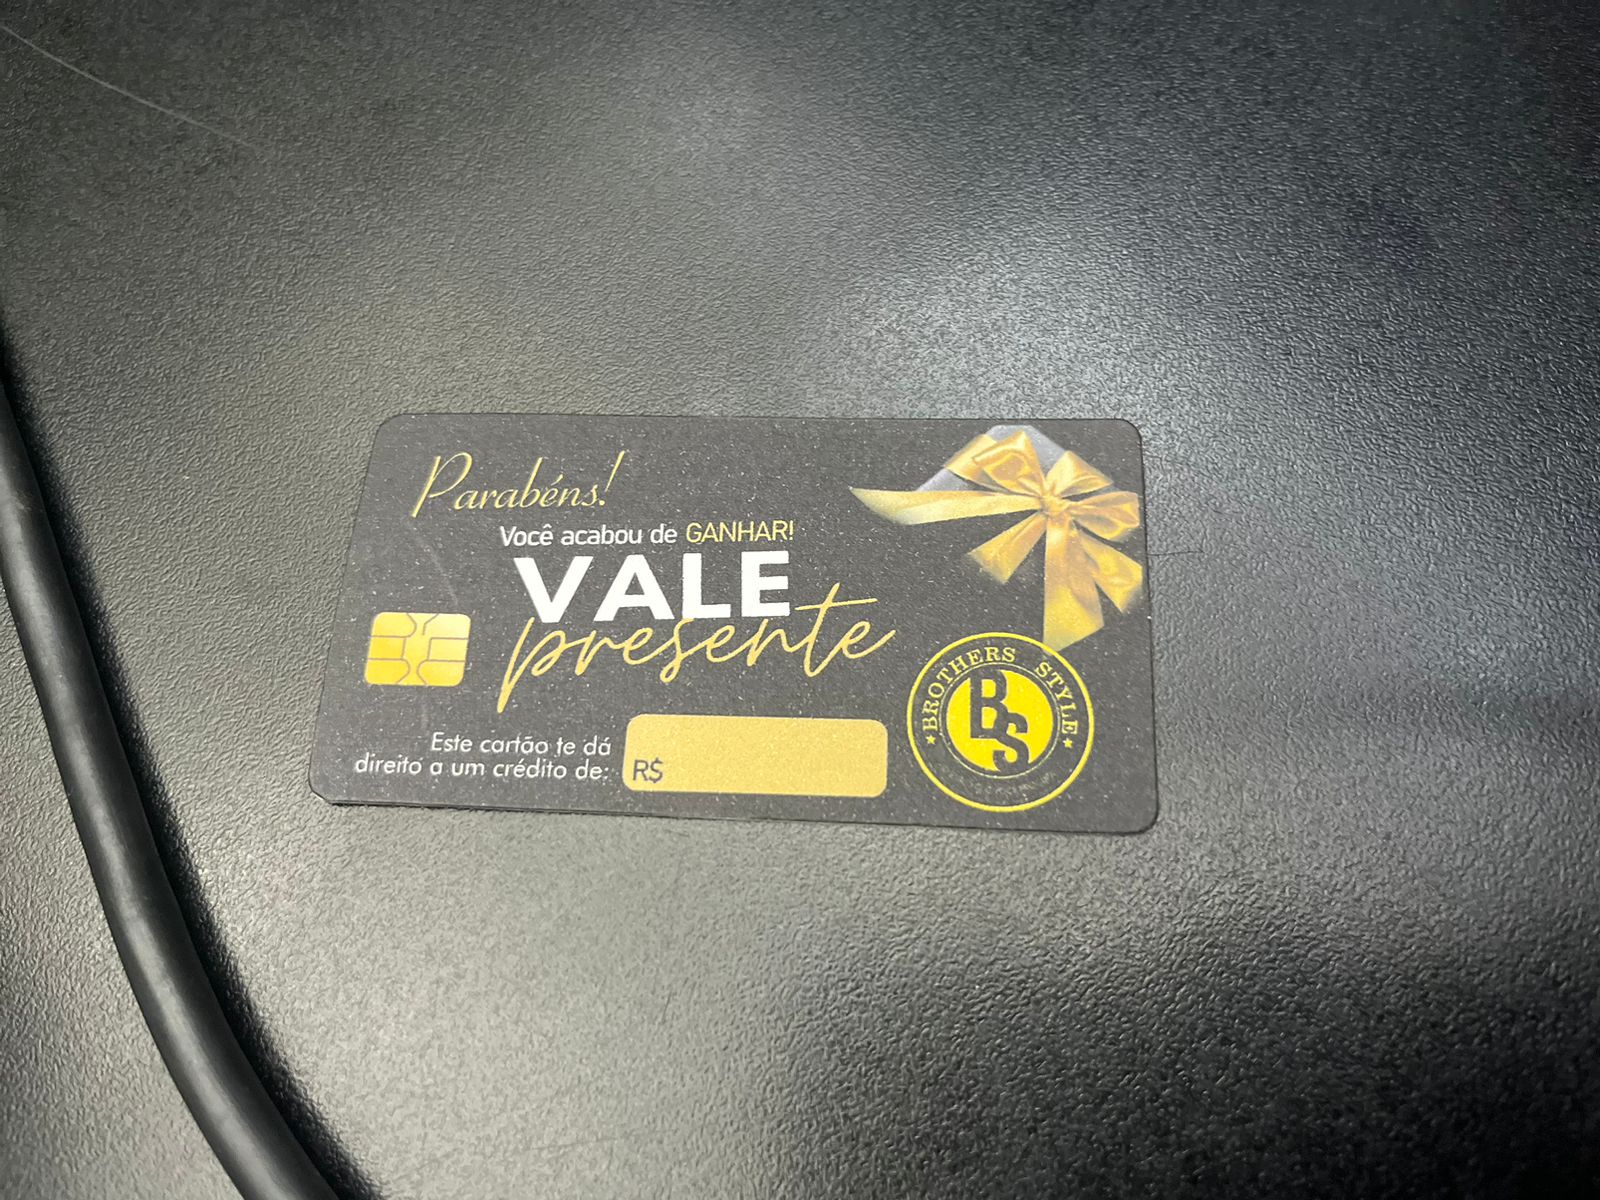 Parabéns!
Você acabou de GANHAR!
VALE
presente
Este cartão te dá
direito a um crédito de:
R$
BROTHERS STYLE
BS